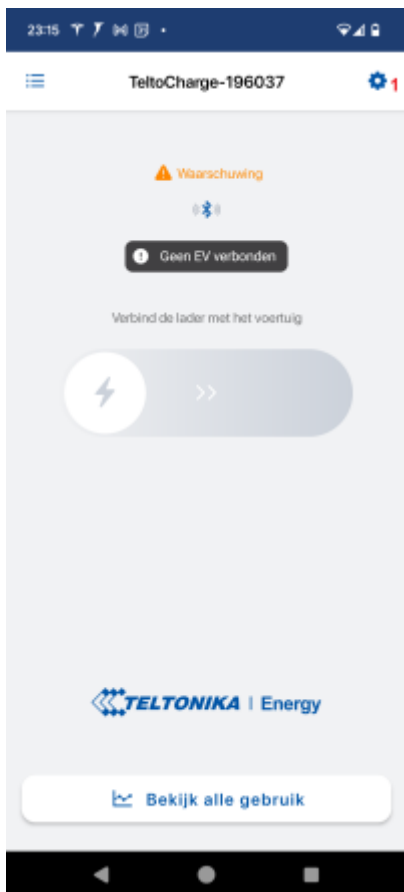 23:15
TeltoCharge-196037
1
Waarschuwing
Geen EV verbonden
Verbind de lader met het voertuig
TELTONIKA | Energy
Bekijk alle gebruik